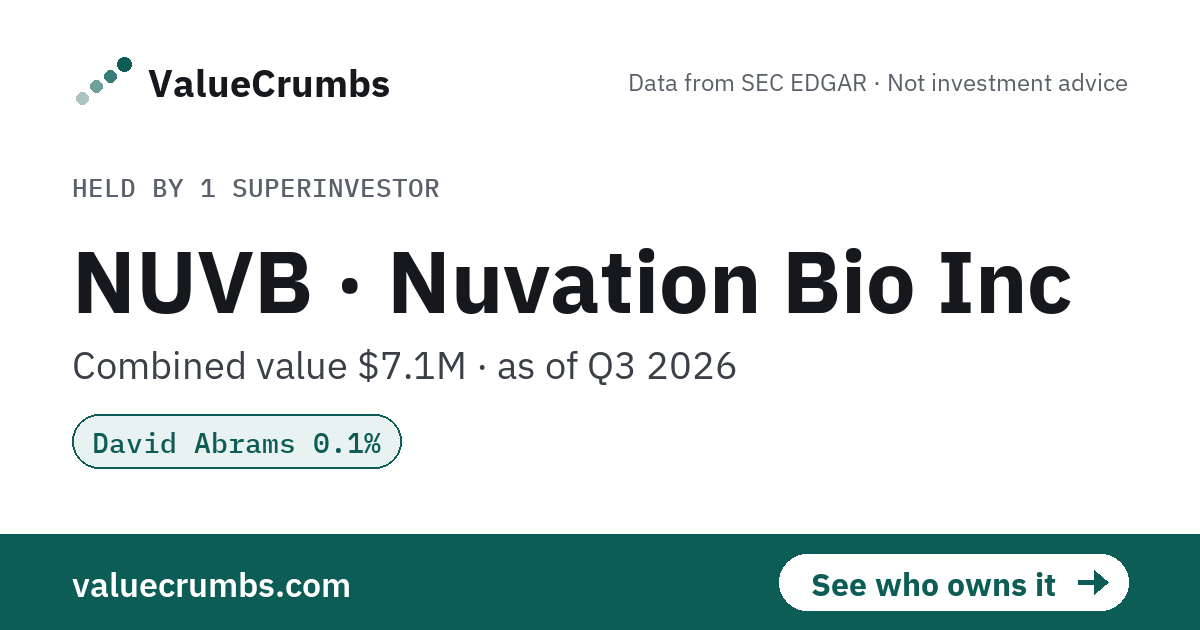 ValueCrumbs
Data from SEC EDGAR · Not investment advice
HELD BY 1 SUPERINVESTOR
NUVB · Nuvation Bio Inc
Combined value $7.1M · as of Q3 2026
David Abrams 0.1%
valuecrumbs.com
See who owns it →